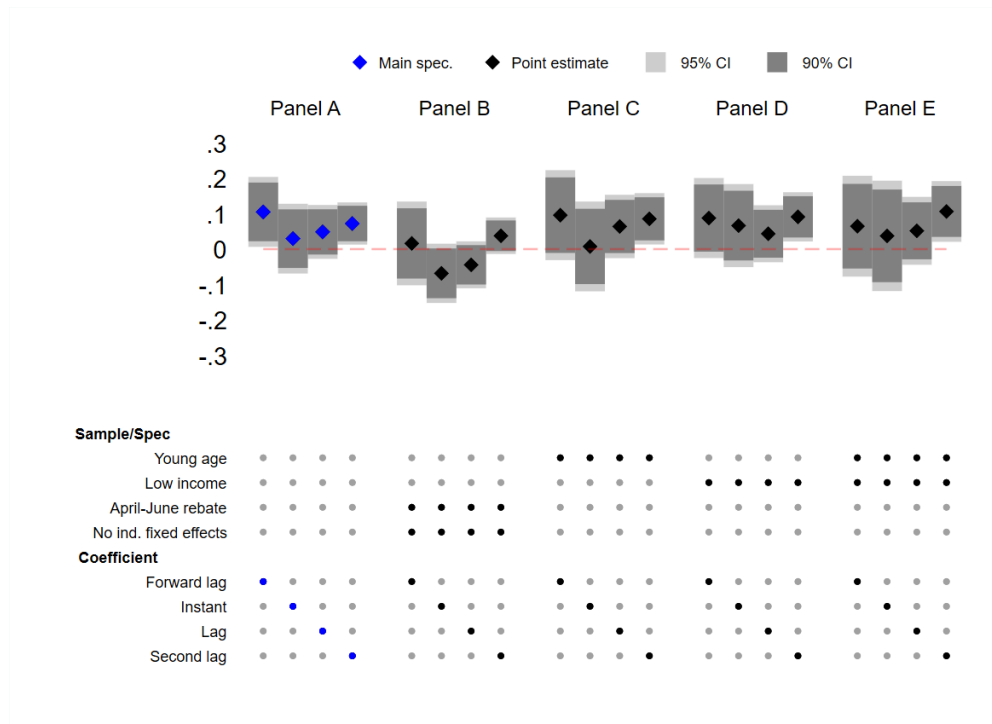 Main spec. Point estimate 95% CI 90% CI
Panel A Panel B Panel C Panel D Panel E
.3
.2
.1
0
-.1
-.2
-.3
Sample/Spec
Young age
Low income
April-June rebate
No ind. fixed effects
Coefficient
Forward lag
Instant
Lag
Second lag